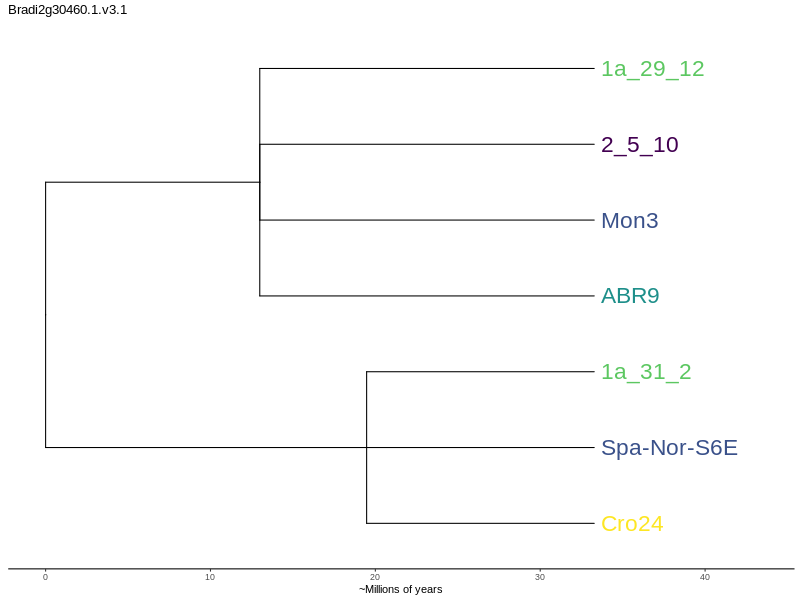 Bradi2g30460.1.v3.1
1a_29_12
2_5_10
Mon3
ABR9
1a_31_2
Spa-Nor-S6E
Cro24
0 10 20 30 40
~Millions of years